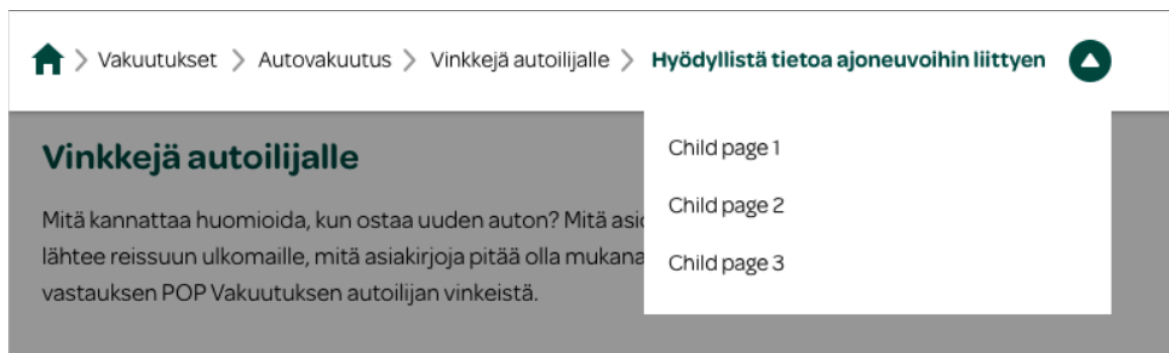 Vakuutukset > Autovakuutus > Vinkkejä autoilijalle > Hyödyllistä tietoa ajoneuvoihin liittyen
Child page 1
Child page 2
Child page 3
Vinkkejä autoilijalle
Mitä kannattaa huomioida, kun ostaa uuden auton? Mitä
lähtee reissuun ulkomaille, mitä asiakirjoja pitää olla mukana
vastauksen POP Vakuutuksen autoilijan vinkeistä.